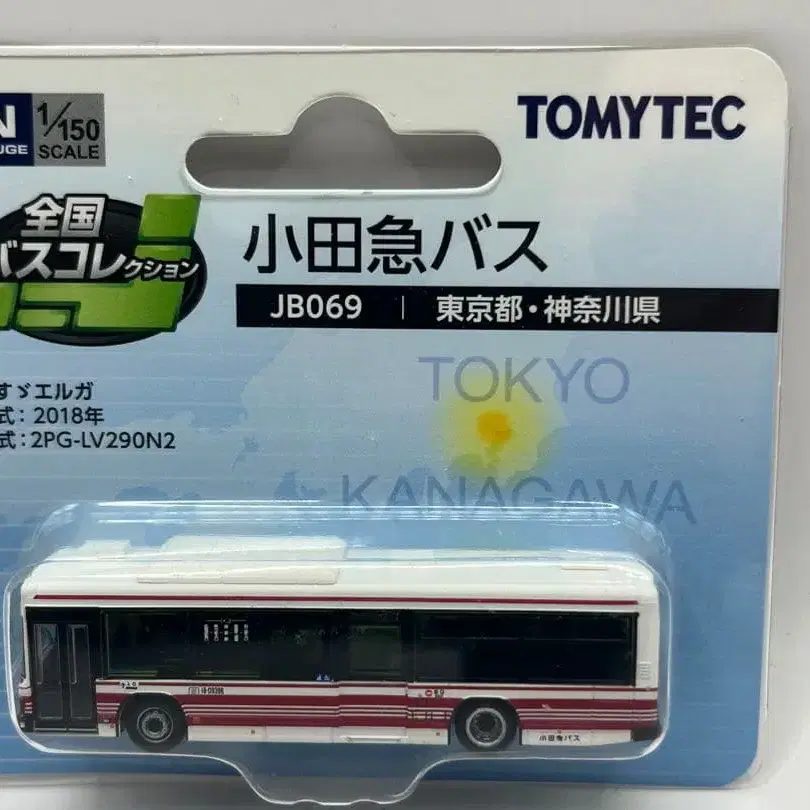 N
1/150
UGE
SCALE
TOMYTEC
全国
バスコレクション
小田急バス
JB069 | 東京都・神奈川県
TOKYO
すゞエルガ
式：2018年
式：2PG-LV290N2
KANAGAWA
小田急バス